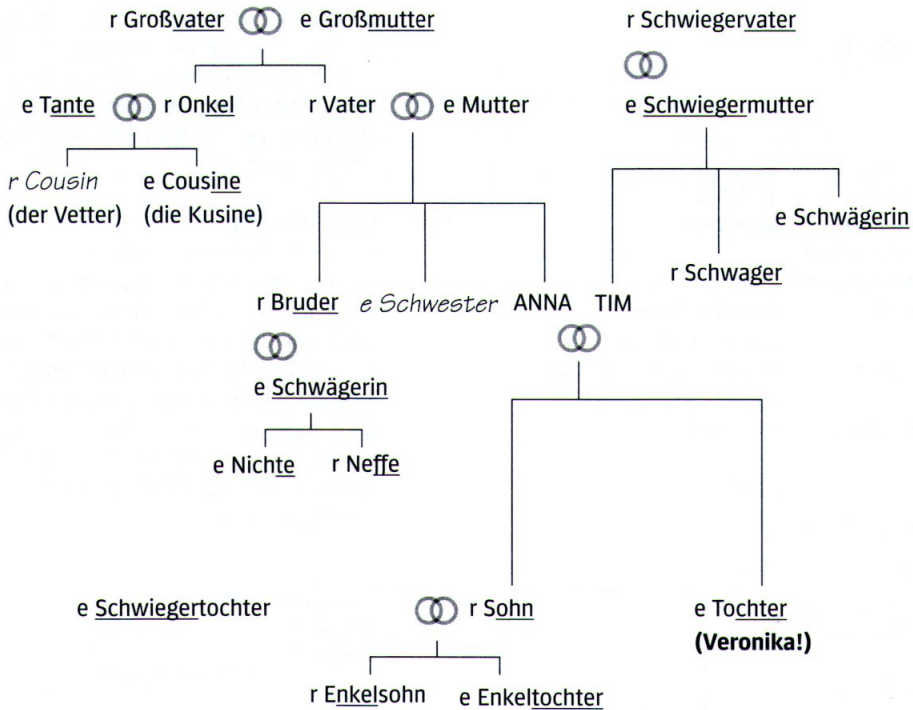 r Großvater e Großmutter r Schwiegervater
e Tante r Onkel r Vater e Mutter e Schwiegermutter
r Cousin e Cousine
(der Vetter) (die Kusine) e Schwägerin
r Schwager
r Bruder e Schwester ANNA TIM
e Schwägerin
e Nichte r Neffe
e Schwiegertochter r Sohn e Tochter
(Veronika!)
r Enkelsohn e Enkeltochter